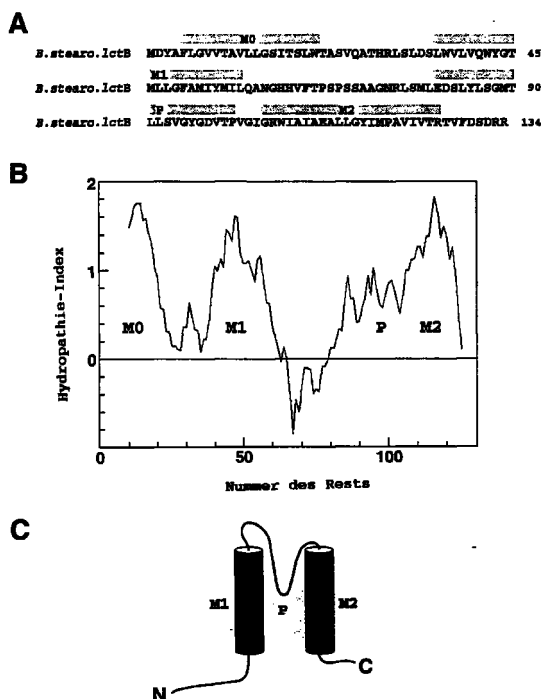 A
M0
B.stearo.lctB MDYAFLGVVTAVLLGSITSLWTASVQATHRLSLDSLWVLVQWYGT 45
M1
B.stearo.lctB MLLGFAMIYMILQANGHHVFTPSPSSAAGNRLSMLEDSLYLSGMT 90
P M2
B.stearo.lctB LLSVGYGDVTPVGIGRWIAIAEALLGYIMPAVIVTRTVFDSDRR 134
B
2
1
0
Hydropathie-Index
M0 M1 P M2
0 50 100
Nummer des Rests
C
M1 P M2
C
N